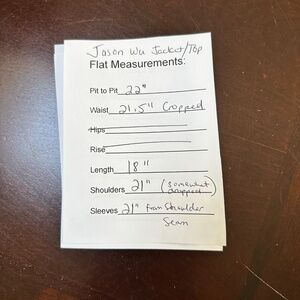 Jason Wu Jacket/Top
Flat Measurements:
Pit to Pit 22"
Waist 21.5" Cropped
Hips
Rise
Length 18"
Shoulders 21" (somewhat dropped)
Sleeves 21" from Shoulder
Seam